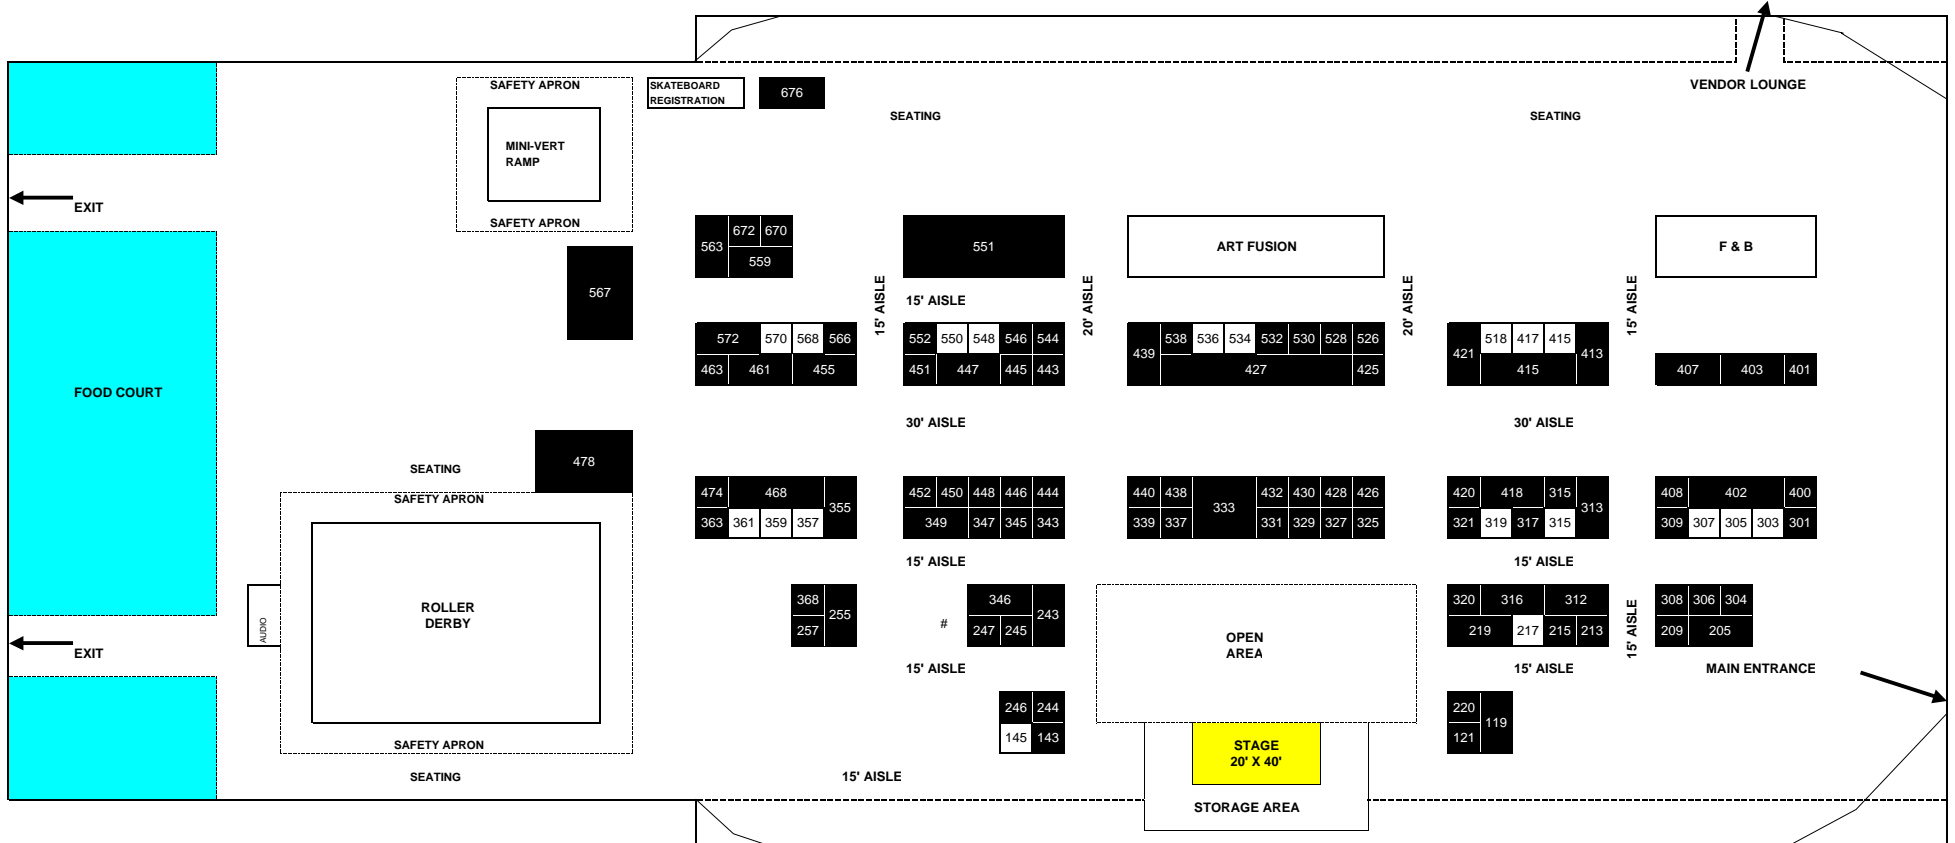 SAFETY APRON
SKATEBOARD
REGISTRATION
676
VENDOR LOUNGE
SEATING
SEATING
MINI-VERT
RAMP
EXIT
SAFETY APRON
563 672 670
559
551
ART FUSION
F & B
567
15' AISLE
15' AISLE
20' AISLE
20' AISLE
15' AISLE
572 570 568 566
463 461 455
552 550 548 546 544
451 447 445 443
439 538 536 534 532 530 528 526
427 425
421 518 417 415 413
415
407 403 401
FOOD COURT
30' AISLE
30' AISLE
478
SEATING
SAFETY APRON
474 468 355
363 361 359 357
452 450 448 446 444
349 347 345 343
440 438 333 432 430 428 426
339 337 331 329 327 325
420 418 315 313
321 319 317 315
408 402 400
309 307 305 303 301
15' AISLE
15' AISLE
ROLLER
DERBY
AUDIO
368 255
257
#
346 243
247 245
OPEN
AREA
320 316 312
219 217 215 213
15' AISLE
308 306 304
209 205
EXIT
15' AISLE
15' AISLE
MAIN ENTRANCE
246 244
145 143
220 119
121
SAFETY APRON
STAGE
20' X 40'
SEATING
15' AISLE
STORAGE AREA